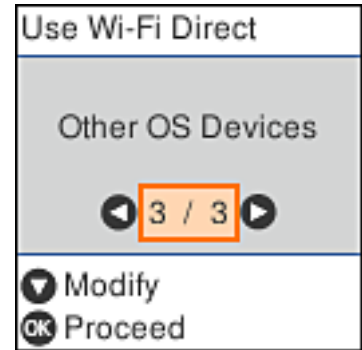 Use Wi-Fi Direct
Other OS Devices
3 / 3
Modify
OK Proceed